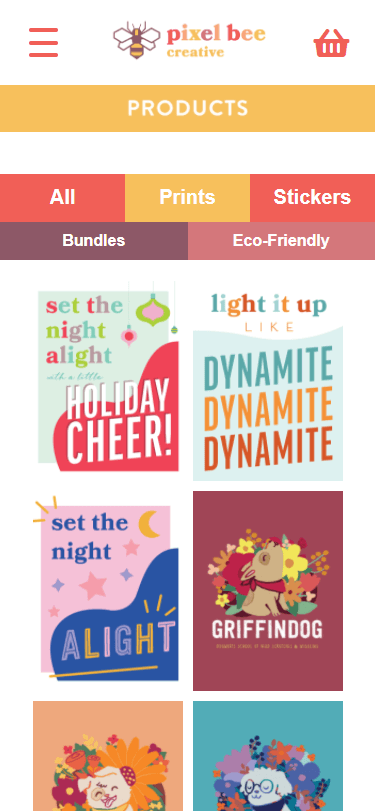 pixel bee
creative
PRODUCTS
All
Prints
Stickers
Bundles
Eco-Friendly
set the
night
alight
with a little
HOLIDAY
CHEER!
light it up
LIKE
DYNAMITE
DYNAMITE
DYNAMITE
set the
night
ALIGHT
GRIFFINDOG